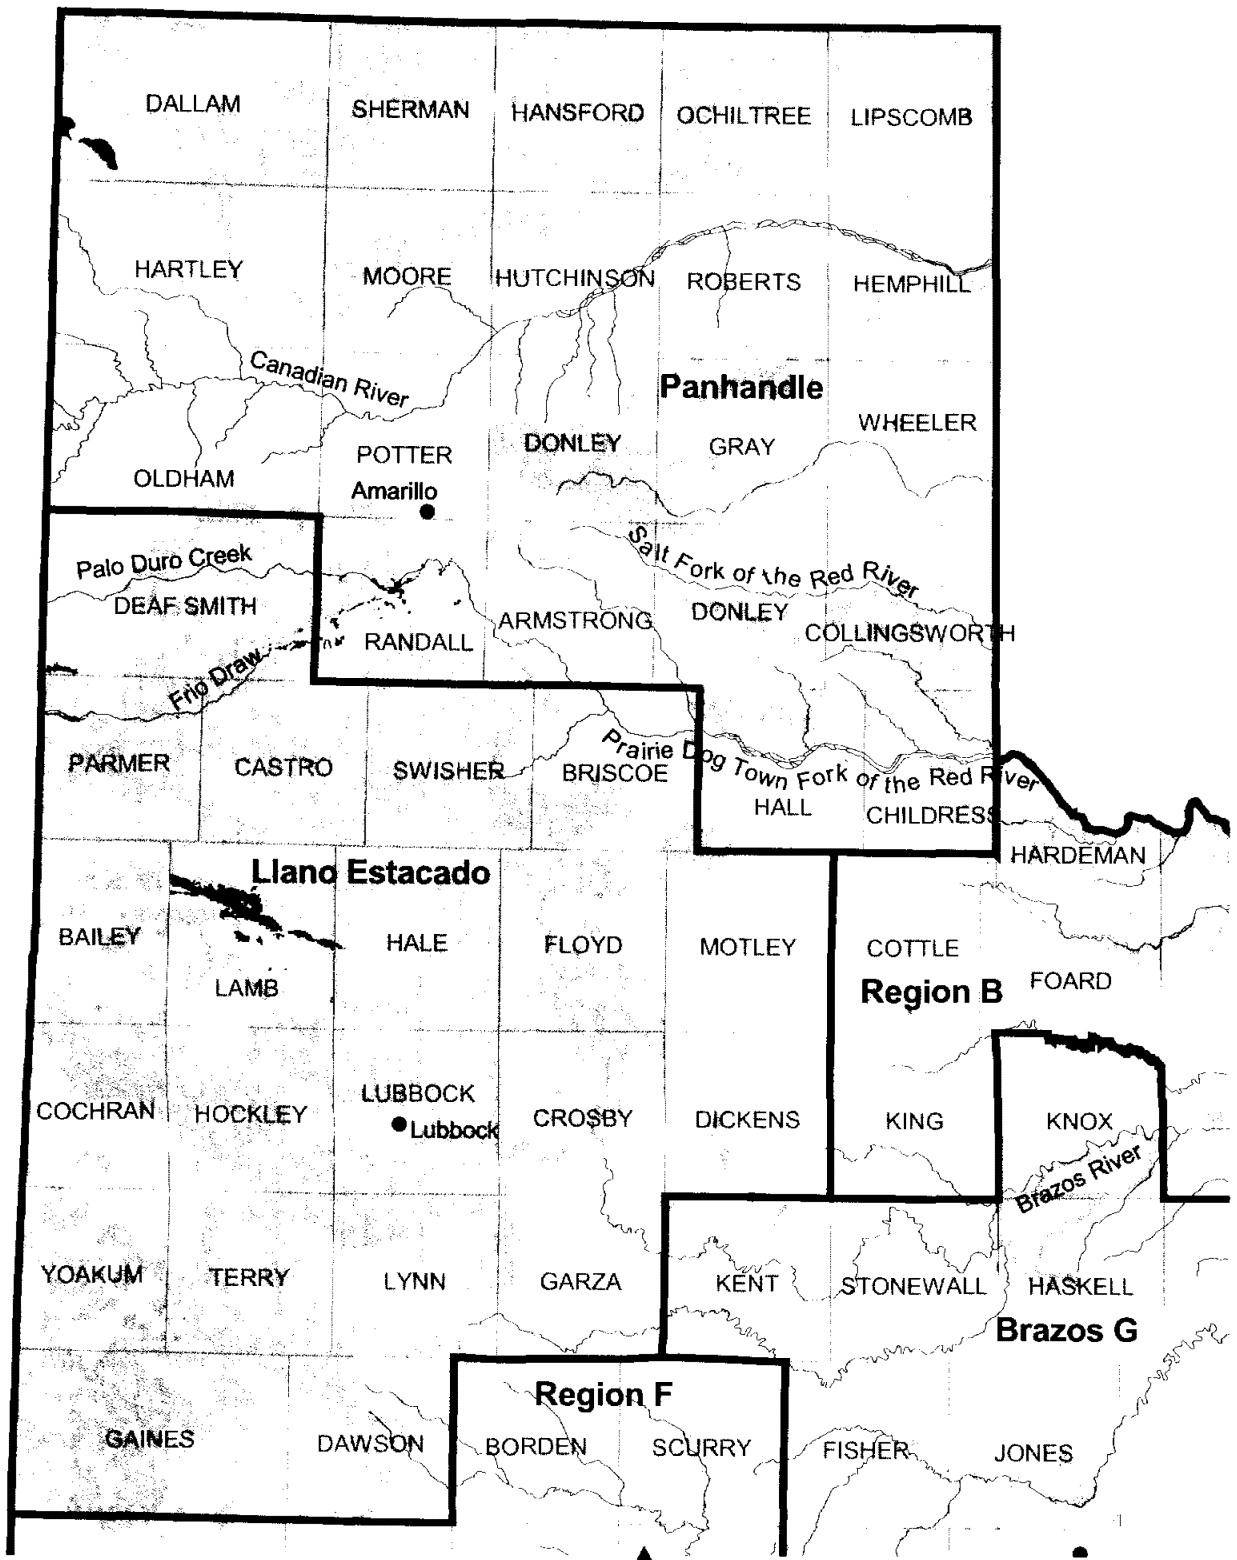 DALLAM
SHERMAN
HANSFORD
OCHILTREE
LIPSCOMB
HARTLEY
MOORE
HUTCHINSON
ROBERTS
HEMPHILL
Canadian River
Panhandle
WHEELER
OLDHAM
POTTER
DONLEY
GRAY
Amarillo
Palo Duro Creek
DEAF SMITH
Salt Fork of the Red River
RANDALL
ARMSTRONG
DONLEY
COLLINGSWORTH
Frio Draw
PARMER
CASTRO
SWISHER
BRISCOE
Prairie Dog Town Fork of the Red River
HALL
CHILDRESS
HARDEMAN
Llano Estacado
BAILEY
LAMB
HALE
FLOYD
MOTLEY
COTTLE
FOARD
Region B
COCHRAN
HOCKLEY
LUBBOCK
Lubbock
CROSBY
DICKENS
KING
KNOX
Brazos River
YOAKUM
TERRY
LYNN
GARZA
KENT
STONEWALL
HASKELL
Brazos G
Region F
GAINES
DAWSON
BORDEN
SCURRY
FISHER
JONES